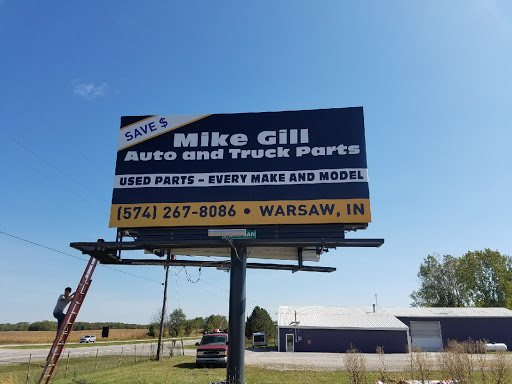 SAVE $
Mike Gill
Auto and Truck Parts
USED PARTS – EVERY MAKE AND MODEL
(574) 267-8086 • WARSAW, IN